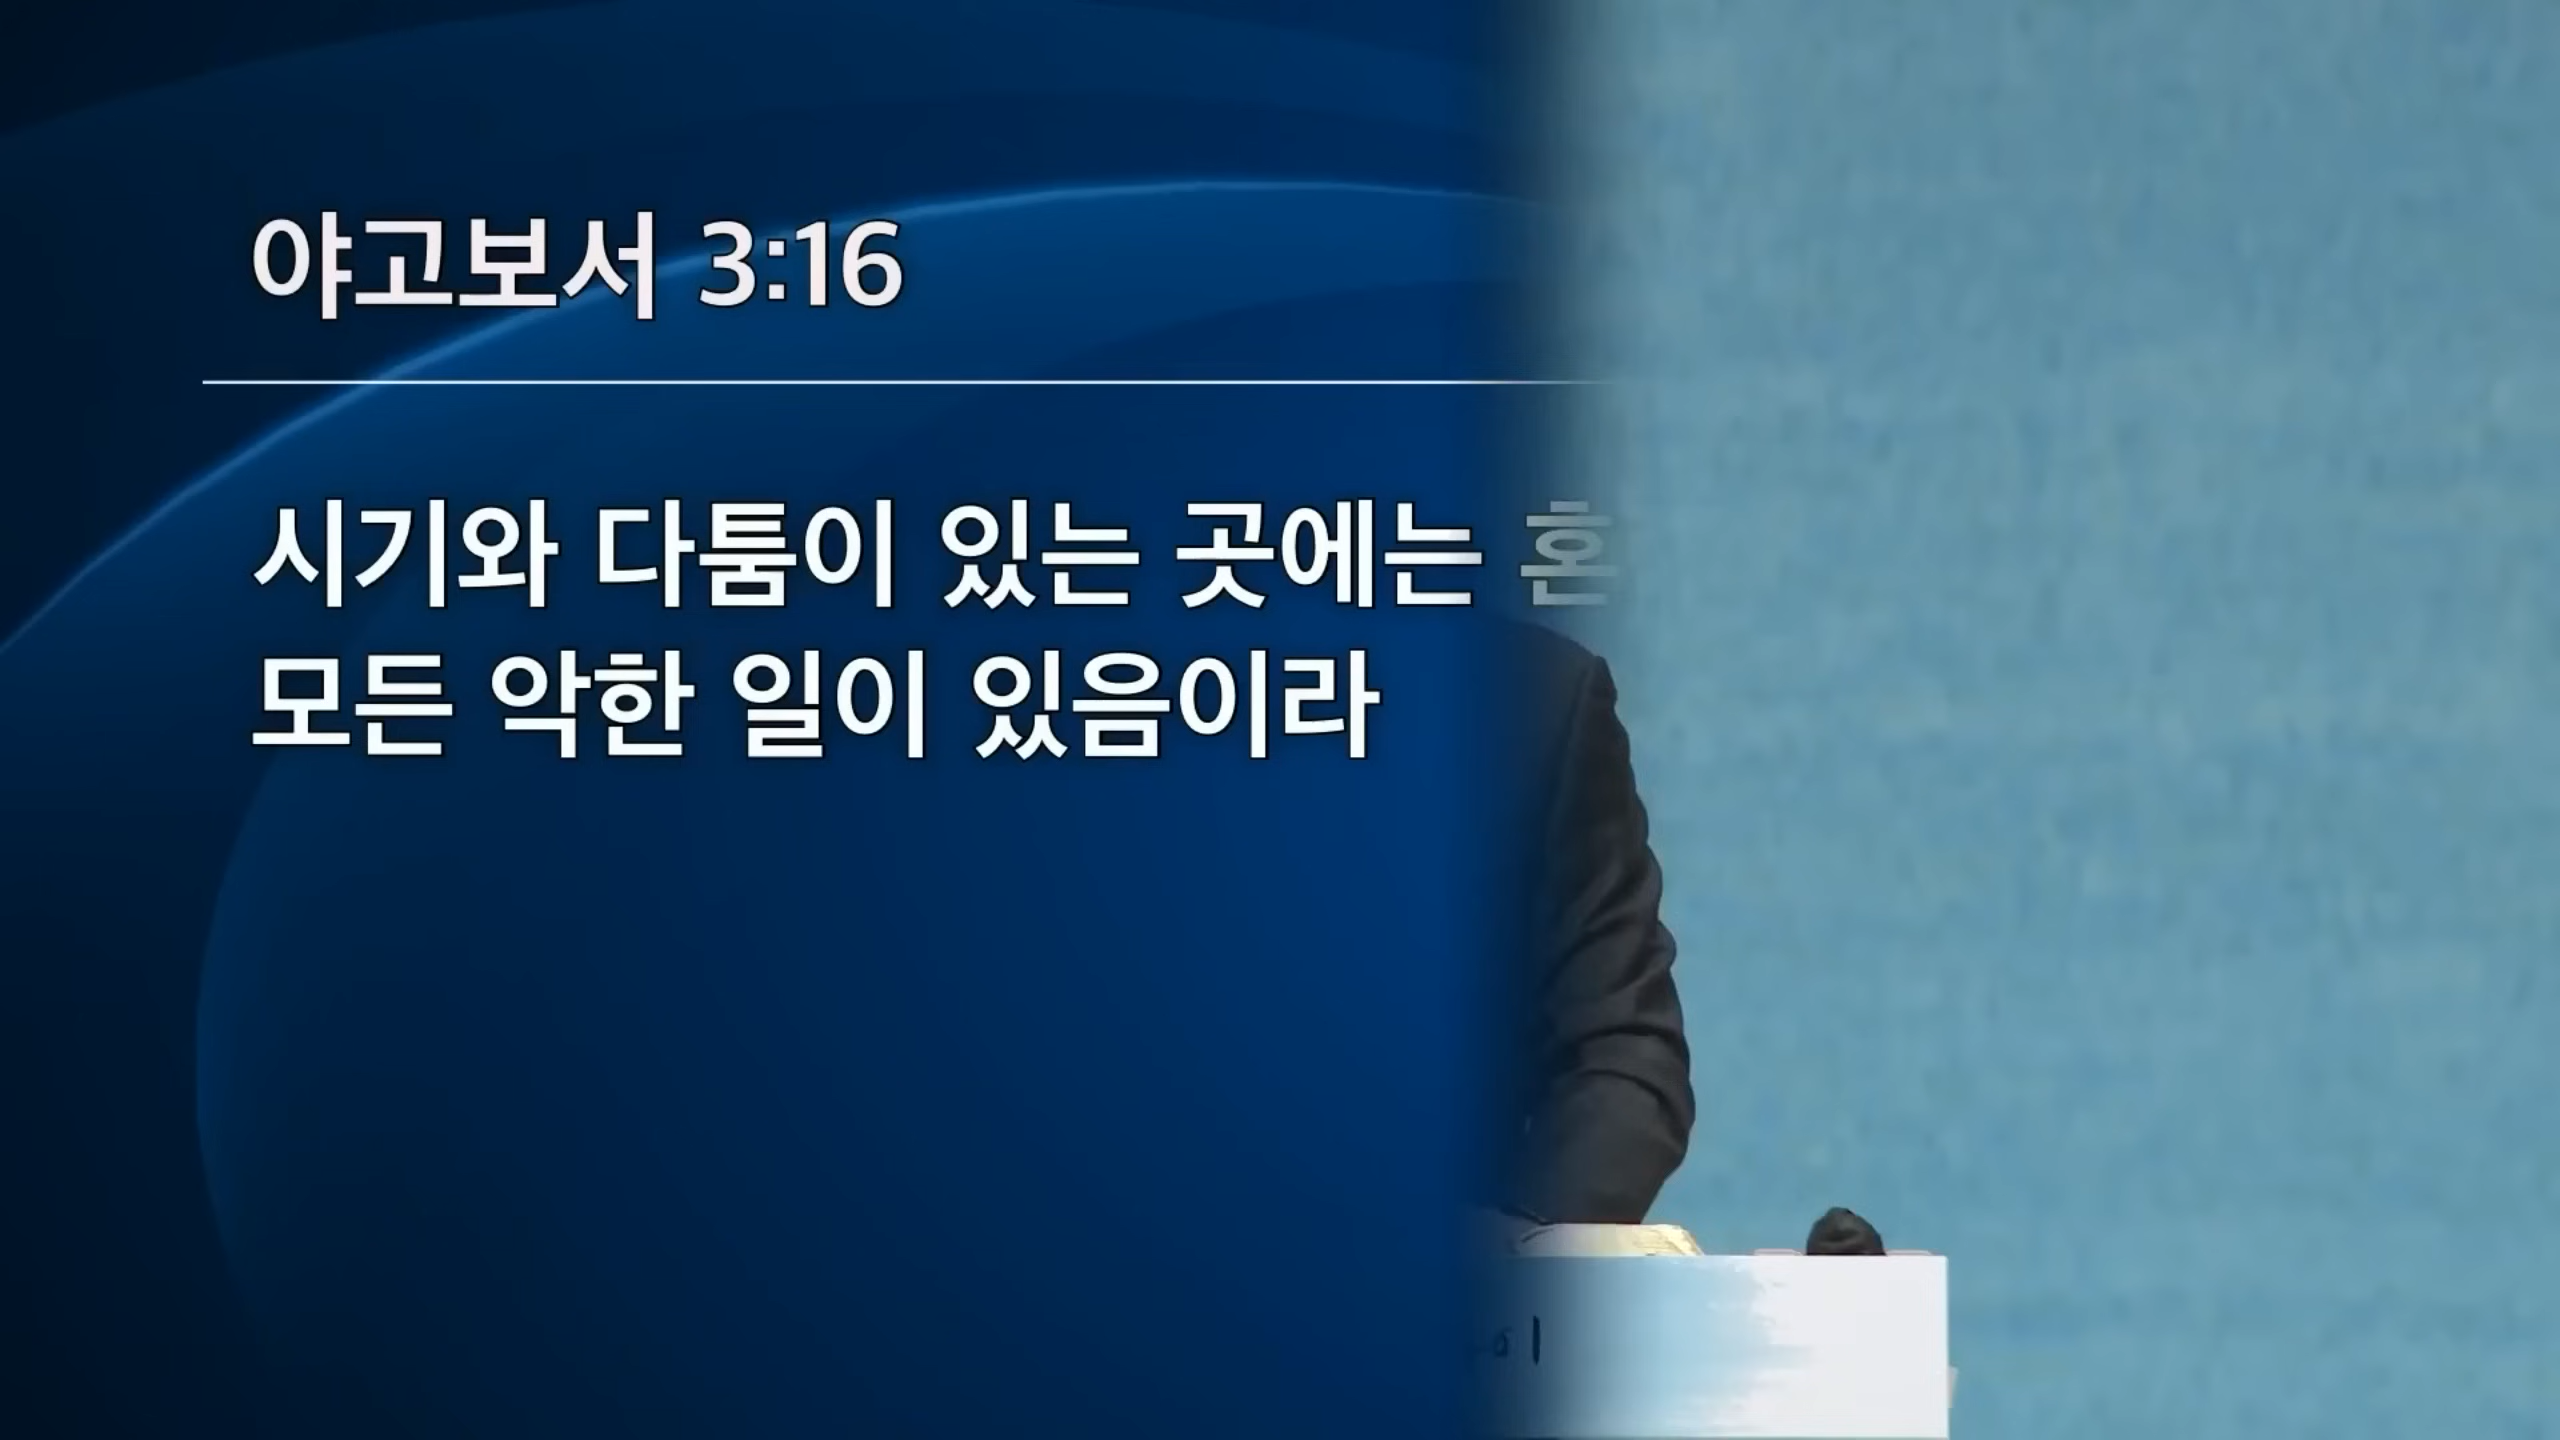 야고보서 3:16
시기와 다툼이 있는 곳에는 혼
모든 악한 일이 있음이라